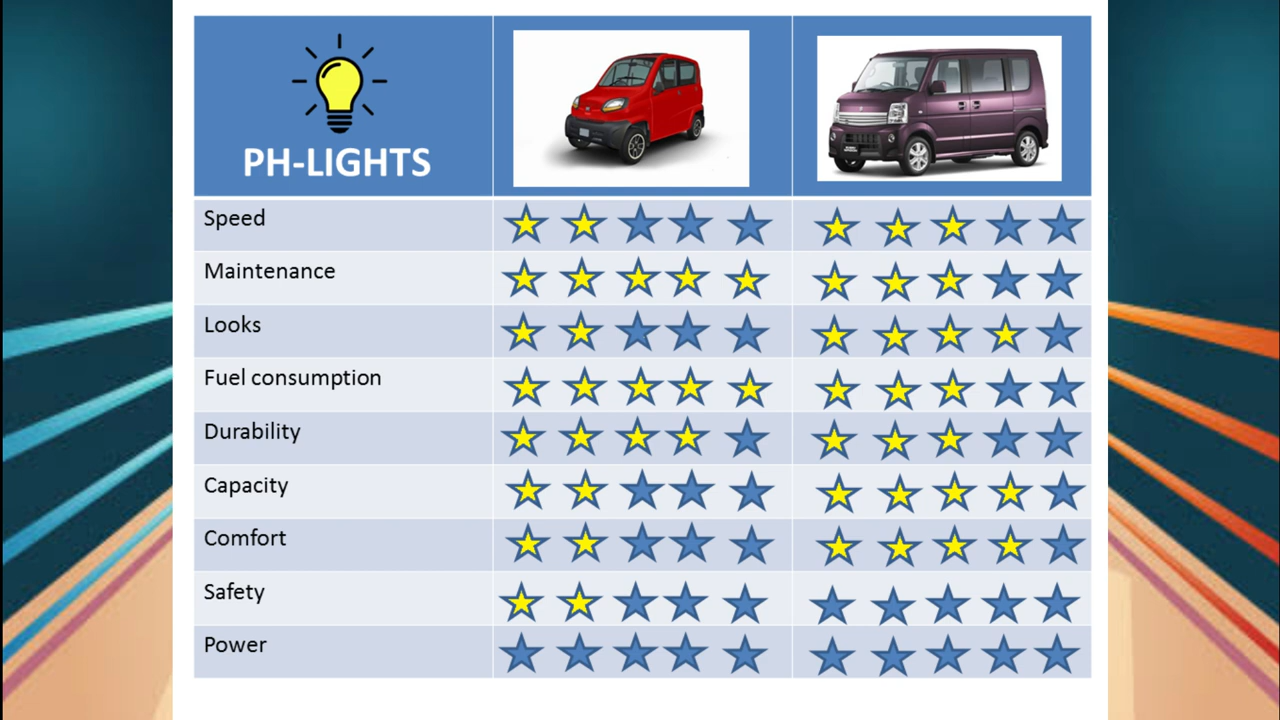 PH-LIGHTS
Speed
Maintenance
Looks
Fuel consumption
Durability
Capacity
Comfort
Safety
Power